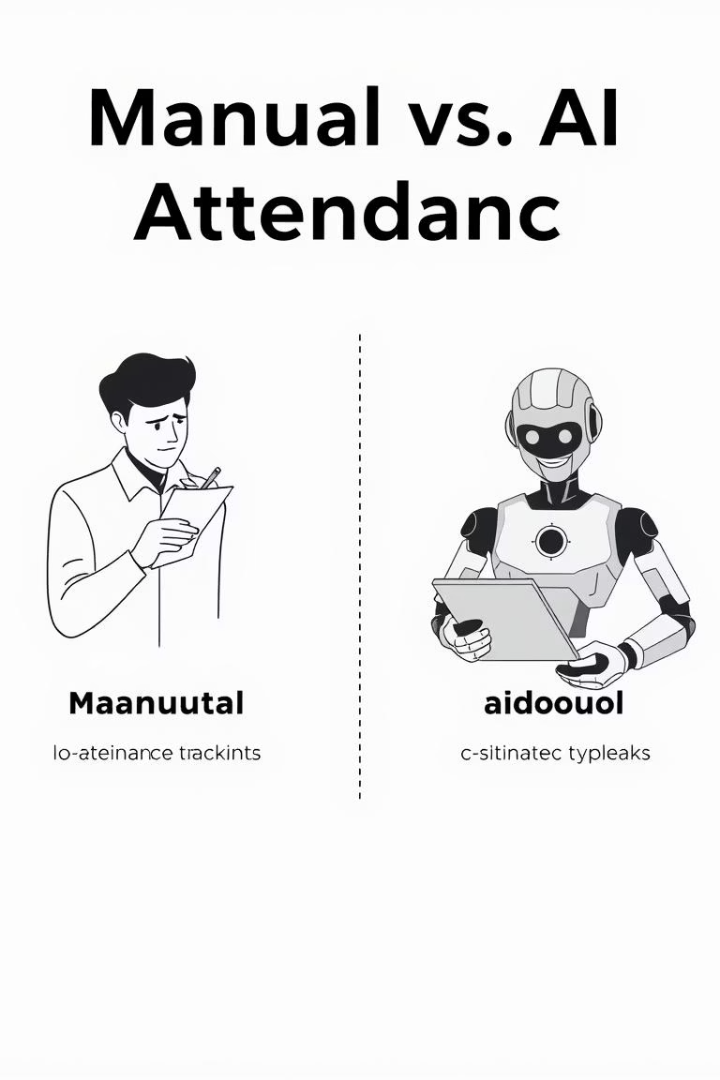 Manual vs. AI
Attendanc
Maanuutal
lo-ateinance trackints
aidoouol
c-sitinatec typleaks